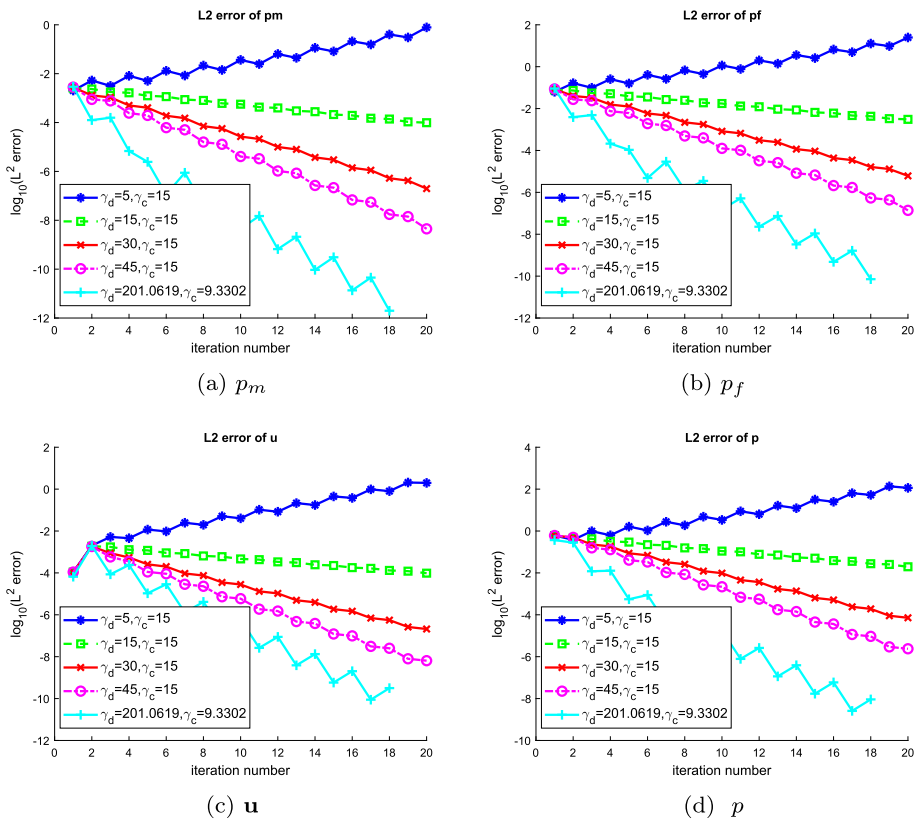 L2 error of pm
log10(L2 error)
0
-2
-4
-6
-8
-10
-12
γd=5,γc=15
γd=15,γc=15
γd=30,γc=15
γd=45,γc=15
γd=201.0619,γc=9.3302
0 2 4 6 8 10 12 14 16 18 20
iteration number
(a) pm
L2 error of pf
log10(L2 error)
2
0
-2
-4
-6
-8
-10
-12
γd=5,γc=15
γd=15,γc=15
γd=30,γc=15
γd=45,γc=15
γd=201.0619,γc=9.3302
0 2 4 6 8 10 12 14 16 18 20
iteration number
(b) pf
L2 error of u
log10(L2 error)
2
0
-2
-4
-6
-8
-10
-12
γd=5,γc=15
γd=15,γc=15
γd=30,γc=15
γd=45,γc=15
γd=201.0619,γc=9.3302
0 2 4 6 8 10 12 14 16 18 20
iteration number
(c) u
L2 error of p
log10(L2 error)
4
2
0
-2
-4
-6
-8
-10
γd=5,γc=15
γd=15,γc=15
γd=30,γc=15
γd=45,γc=15
γd=201.0619,γc=9.3302
0 2 4 6 8 10 12 14 16 18 20
iteration number
(d) p